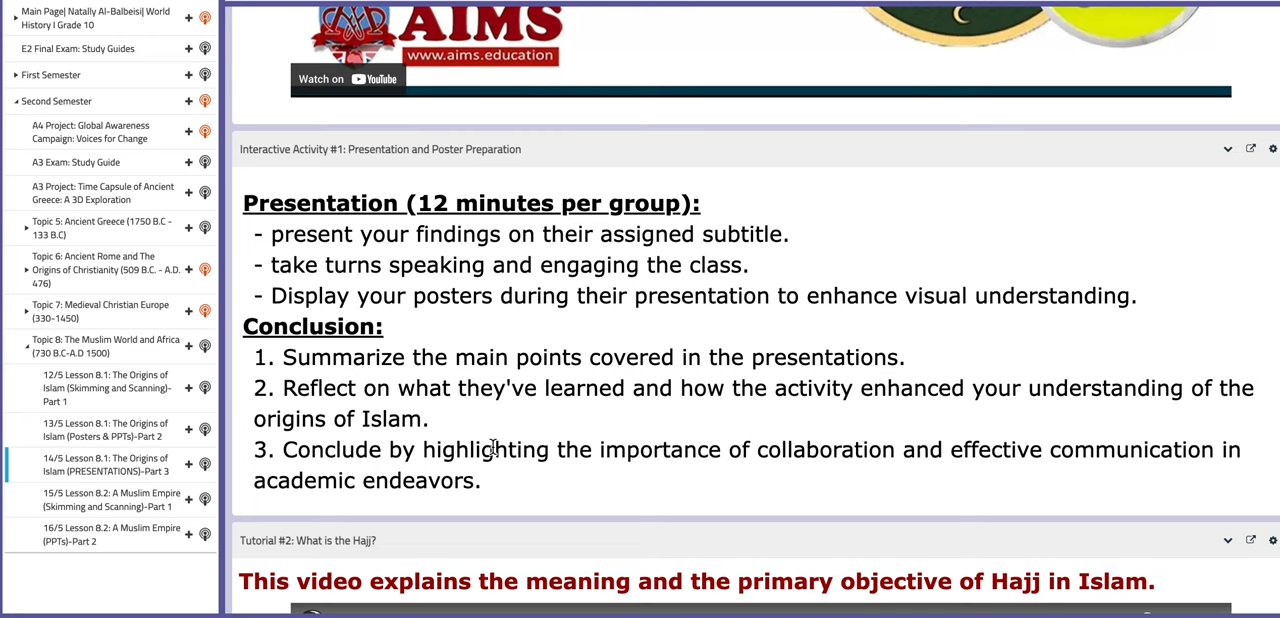 Main Page| Natally Al-Balbeisi| World
History I Grade 10
E2 Final Exam: Study Guides
First Semester
Second Semester
A4 Project: Global Awareness
Campaign: Voices for Change
A3 Exam: Study Guide
A3 Project: Time Capsule of Ancient
Greece: A 3D Exploration
Topic 5: Ancient Greece (1750 B.C -
133 B.C)
Topic 6: Ancient Rome and The
Origins of Christianity (509 B.C. - A.D.
476)
Topic 7: Medieval Christian Europe
(330-1450)
Topic 8: The Muslim World and Africa
(730 B.C-A.D 1500)
12/5 Lesson 8.1: The Origins of
Islam (Skimming and Scanning)-
Part 1
13/5 Lesson 8.1: The Origins of
Islam (Posters & PPTs)-Part 2
14/5 Lesson 8.1: The Origins of
Islam (PRESENTATIONS)-Part 3
15/5 Lesson 8.2: A Muslim Empire
(Skimming and Scanning)-Part 1
16/5 Lesson 8.2: A Muslim Empire
(PPTs)-Part 2
AIMS
www.aims.education
Watch on YouTube
Interactive Activity #1: Presentation and Poster Preparation
Presentation (12 minutes per group):
- present your findings on their assigned subtitle.
- take turns speaking and engaging the class.
- Display your posters during their presentation to enhance visual understanding.
Conclusion:
1. Summarize the main points covered in the presentations.
2. Reflect on what they've learned and how the activity enhanced your understanding of the
origins of Islam.
3. Conclude by highlighting the importance of collaboration and effective communication in
academic endeavors.
Tutorial #2: What is the Hajj?
This video explains the meaning and the primary objective of Hajj in Islam.